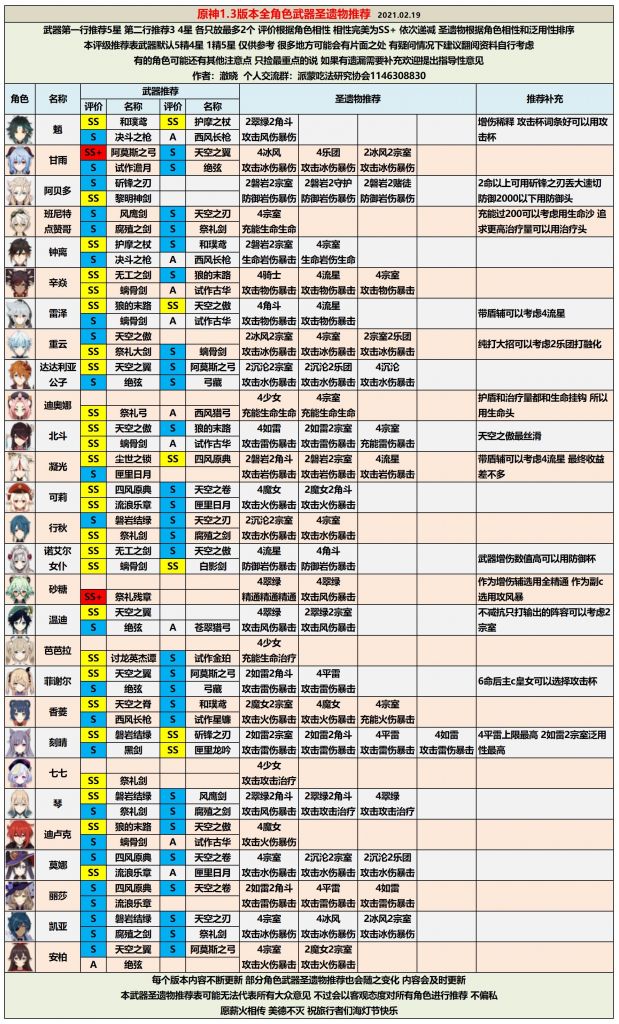 原神1.3版本全角色武器圣遗物推荐 2021.02.19
武器第一行推荐5星 第二行推荐3 4星 各只放最多2个 评价根据角色相性 相性完美为SS+ 依次递减 圣遗物根据角色相性和泛用性排序
本评级推荐表武器默认5精4星 1精5星 仅供参考 很多地方可能会有片面之处 有疑问情况下建议翻阅资料自行考虑
有的角色可能还有其他注意点 只捡最重点的说 如果有遗漏需要补充欢迎提出指导性意见
作者：澈晓 个人交流群：派蒙吃法研究协会1146308830
角色 名称 武器推荐 圣遗物推荐 推荐补充
评价 名称 评价 名称
魈
SS 和璞鸢 SS 护摩之杖 2翠绿2角斗 增伤稀释 攻击杯词条好可以用攻
S 决斗之枪 A 西风长枪 攻击风伤暴伤 击杯
甘雨
SS+ 阿莫斯之弓 S 天空之翼 4冰风 4乐团 2冰风2宗室
S 试作澹月 S 绝弦 攻击冰伤暴伤 攻击冰伤暴伤 攻击冰伤暴伤
阿贝多
S 斫锋之刃 2磐岩2宗室 2磐岩2守护 2磐岩2赌徒 2命以上可用斫锋之刃丢大速切
SS 黎明神剑 防御岩伤暴伤 防御岩伤暴伤 防御岩伤暴伤 防御2000以下用防御头
班尼特
点赞哥
S 风鹰剑 S 天空之刃 4宗室 充能过200可以考虑用生命沙 追
S 腐殖之剑 S 祭礼剑 充能生命生命 求更高治疗量可以用治疗头
钟离
SS 护摩之杖 S 和璞鸢 2磐岩2宗室 4宗室
S 决斗之枪 A 西风长枪 生命岩伤暴击 生命岩伤生命
辛焱
SS 无工之剑 S 狼的末路 4骑士 4流星 4宗室
SS 螭骨剑 A 试作古华 攻击物伤暴击 攻击物伤暴击 攻击物伤暴击
雷泽
SS 狼的末路 SS 天空之傲 4角斗 4流星 带盾辅可以考虑4流星
SS 螭骨剑 A 试作古华 攻击物伤暴击 攻击物伤暴击
重云
S 天空之傲 2冰风2宗室 4宗室 2宗室2乐团 纯打大招可以考虑2乐团打融化
SS 祭礼大剑 S 螭骨剑 攻击冰伤暴击 攻击冰伤暴击 攻击冰伤暴击
达达利亚
公子
SS 天空之翼 S 阿莫斯之弓 2沉沦2宗室 2沉沦2乐团 4沉沦
S 绝弦 S 弓藏 攻击水伤暴击 攻击水伤暴击 攻击水伤暴击
迪奥娜
4少女 4宗室 护盾和治疗量都和生命挂钩 所以
SS 祭礼弓 A 西风猎弓 充能生命生命 充能生命生命 用生命头
北斗
SS 天空之傲 S 狼的末路 4如雷 2如雷2宗室 4宗室 天空之傲最丝滑
SS 螭骨剑 A 试作古华 攻击雷伤暴击 攻击雷伤暴击 充能雷伤暴击
凝光
SS 尘世之锁 SS 四风原典 2磐岩2角斗 2磐岩2宗室 4流星 带盾辅可以考虑4流星 最终收益
S 匣里日月 攻击岩伤暴击 攻击岩伤暴击 攻击岩伤暴击 差不多
可莉
SS 四风原典 S 天空之卷 4魔女 2魔女2角斗
SS 流浪乐章 S 匣里日月 攻击火伤暴击 攻击火伤暴击
行秋
S 磐岩结绿 S 天空之刃 2沉沦2宗室 4宗室
SS 祭礼剑 S 腐殖之剑 攻击水伤暴击 攻击水伤暴击
诺艾尔
女仆
SS 无工之剑 S 天空之傲 4流星 4角斗 武器增伤数值高可以用防御杯
SS 螭骨剑 SS 白影剑 防御岩伤暴击 防御岩伤暴击
砂糖
4翠绿 4翠绿 作为增伤辅选用全精通 作为副c
SS+ 祭礼残章 精通精通精通 攻击风伤暴击 选用攻风暴
温迪
SS 天空之翼 4翠绿 2翠绿2宗室 不减抗只打输出的阵容可以考虑2
S 绝弦 A 苍翠猎弓 攻击风伤暴击 攻击风伤暴击 宗室
芭芭拉
4少女
SS 讨龙英杰谭 S 试作金珀 充能生命治疗
菲谢尔
SS 天空之翼 S 阿莫斯之弓 2如雷2角斗 4平雷 6命后主c皇女可以选择攻击杯
S 绝弦 S 弓藏 攻击雷伤暴击 攻击雷伤暴击
香菱
SS 天空之脊 S 和璞鸢 2魔女2宗室 4魔女 4宗室
S 西风长枪 S 试作星镰 攻击火伤暴击 攻击火伤暴击 充能火伤暴击
刻晴
SS 磐岩结绿 SS 斫锋之刃 2如雷2宗室 2如雷2角斗 4平雷 4如雷 4平雷上限最高 2如雷2宗室泛用
S 黑剑 SS 匣里龙吟 攻击雷伤暴击 攻击雷伤暴击 攻击雷伤暴击 攻击雷伤暴击 性最高
七七
4少女
SS 祭礼剑 攻击攻击治疗
琴
SS 磐岩结绿 S 风鹰剑 2翠绿2角斗 2翠绿2角斗 4翠绿
S 祭礼剑 S 腐殖之剑 攻击风伤暴击 攻击攻击治疗 攻击攻击治疗
迪卢克
SS 狼的末路 S 天空之傲 4魔女
SS 螭骨剑 A 试作古华 攻击火伤暴伤
莫娜
S 四风原典 S 天空之卷 4宗室 2沉沦2宗室 2沉沦2乐团
SS 流浪乐章 A 匣里日月 攻击水伤暴击 攻击水伤暴击 攻击水伤暴击
丽莎
S 四风原典 S 天空之卷 2如雷2角斗 4平雷 4如雷
S 流浪乐章 攻击雷伤暴击 攻击雷伤暴击 攻击雷伤暴击
凯亚
S 磐岩结绿 S 天空之刃 4宗室 4冰风 2冰风2宗室
S 腐殖之剑 S 祭礼剑 攻击冰伤暴击 攻击冰伤暴击 攻击冰伤暴击
安柏
S 天空之翼 S 阿莫斯之弓 4宗室 2魔女2宗室
A 绝弦 攻击火伤暴击 攻击火伤暴击
每个版本内容不断更新 部分角色武器圣遗物推荐也会随之变化 内容会及时更新
本武器圣遗物推荐表可能无法代表所有大众意见 不过会以客观态度对所有角色进行推荐 不偏私
愿薪火相传 美德不灭 祝旅行者们海灯节快乐